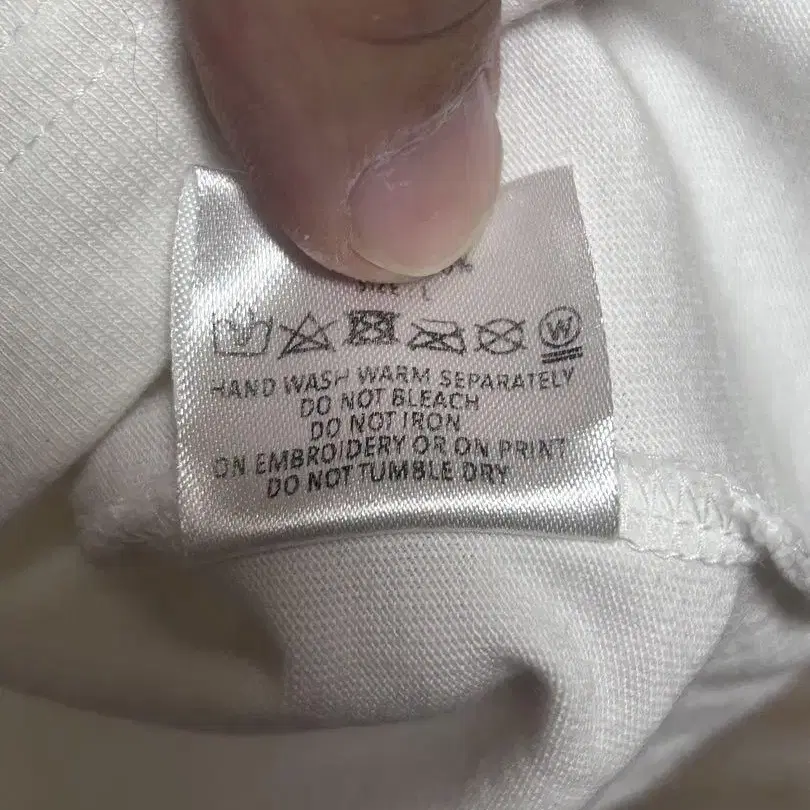 SIZE L
W
HAND WASH WARM SEPARATELY
DO NOT BLEACH
DO NOT IRON
ON EMBROIDERY OR ON PRINT
DO NOT TUMBLE DRY